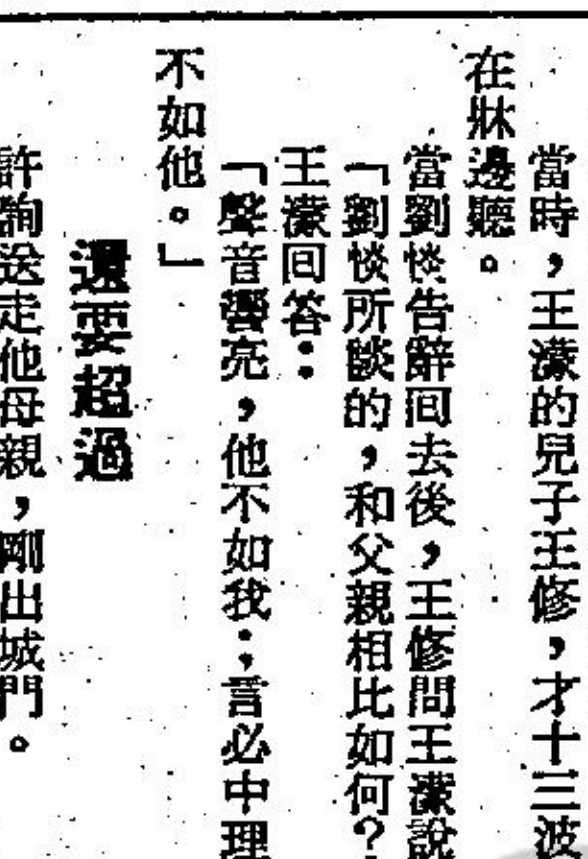 當時，王濛的兒子王修，才十三
在牀邊聽。
當劉惔告辭回去後，王修問王濛說
「劉惔所談的，和父親相比如何？
王濛回答：
「聲音響亮，他不如我；言必中理
不如他。」
還要超過
許詢送走他母親，剛出城門。